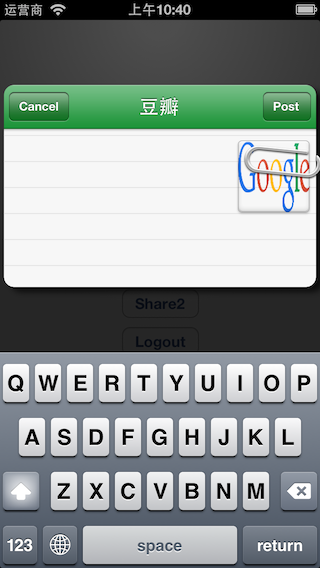 运营商 上午10:40
Cancel 豆瓣 Post
Google
Share2
Logout
Q W E R T Y U I O P
A S D F G H J K L
Z X C V B N M
123 space return